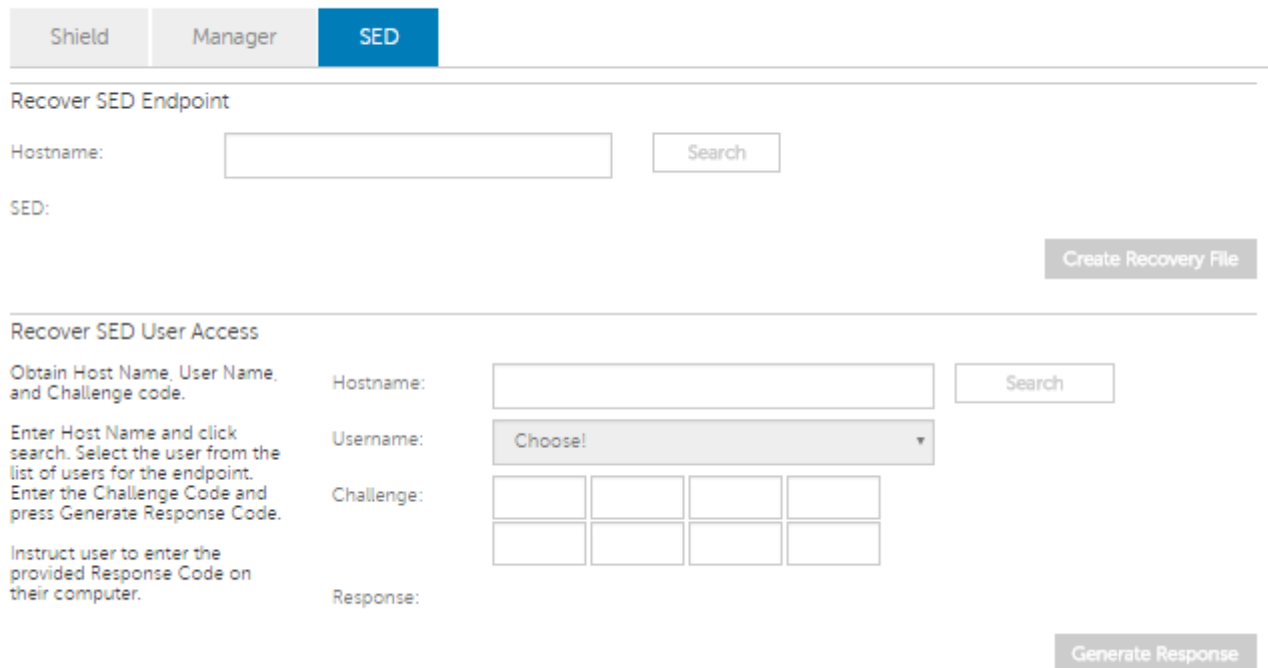 Shield Manager SED
Recover SED Endpoint
Hostname: Search
SED:
Create Recovery File
Recover SED User Access
Obtain Host Name, User Name,
and Challenge code.
Enter Host Name and click
search. Select the user from the
list of users for the endpoint.
Enter the Challenge Code and
press Generate Response Code.
Instruct user to enter the
provided Response Code on
their computer.
Hostname: Search
Username: Choose!
Challenge:
Response:
Generate Response